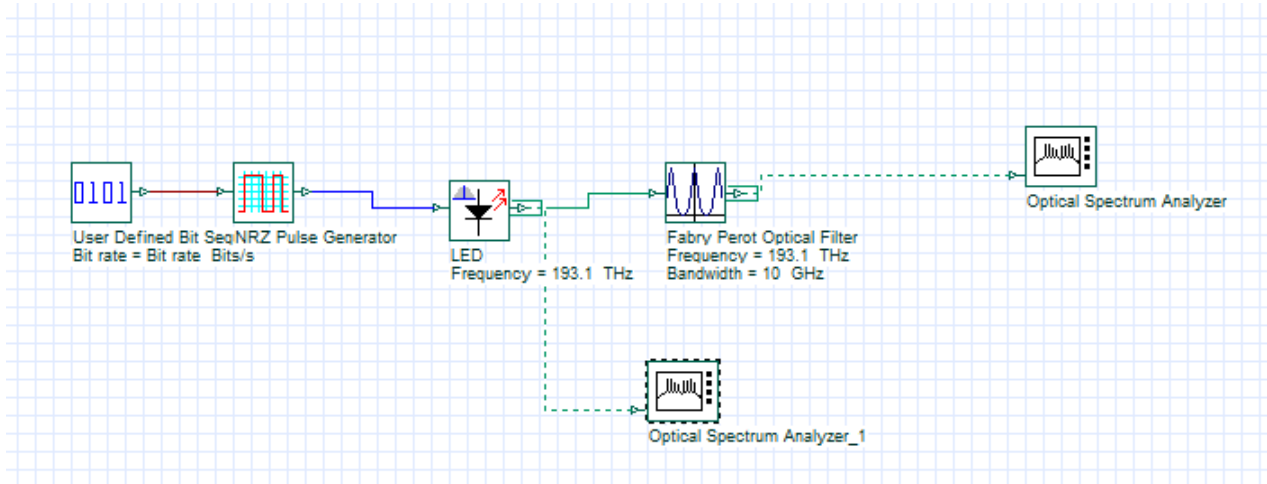 0101
Optical Spectrum Analyzer
User Defined Bit SeqNRZ Pulse Generator
Bit rate = Bit rate Bits/s
LED
Frequency = 193.1 THz
Fabry Perot Optical Filter
Frequency = 193.1 THz
Bandwidth = 10 GHz
Optical Spectrum Analyzer_1